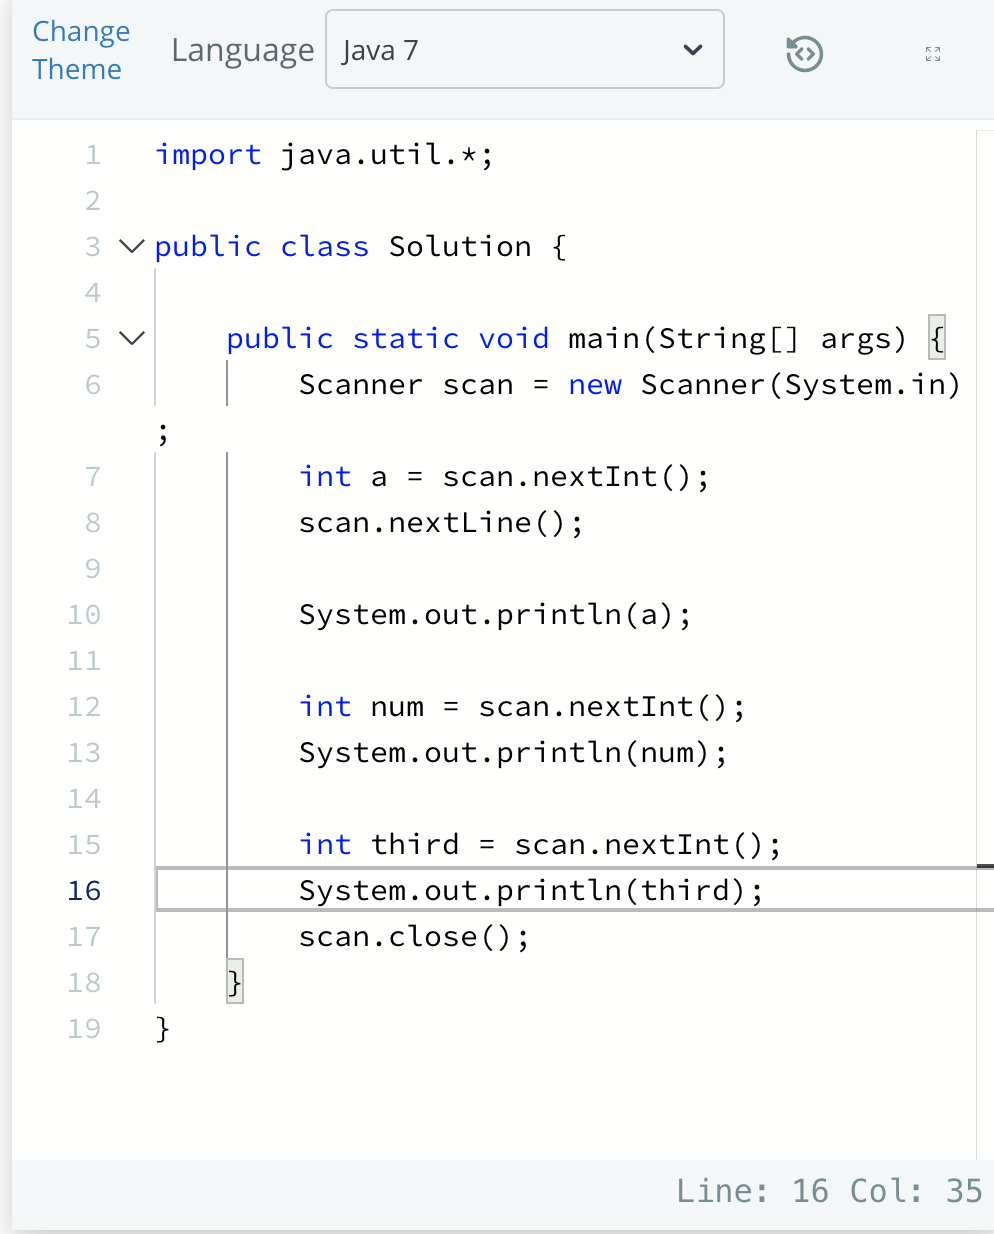 Change Theme
Language
Java 7
1 import java.util.*;
2
3 public class Solution {
4
5 public static void main(String[] args) {
6 Scanner scan = new Scanner(System.in)
;
7 int a = scan.nextInt();
8 scan.nextLine();
9
10 System.out.println(a);
11
12 int num = scan.nextInt();
13 System.out.println(num);
14
15 int third = scan.nextInt();
16 System.out.println(third);
17 scan.close();
18 }
19 }
Line: 16 Col: 35